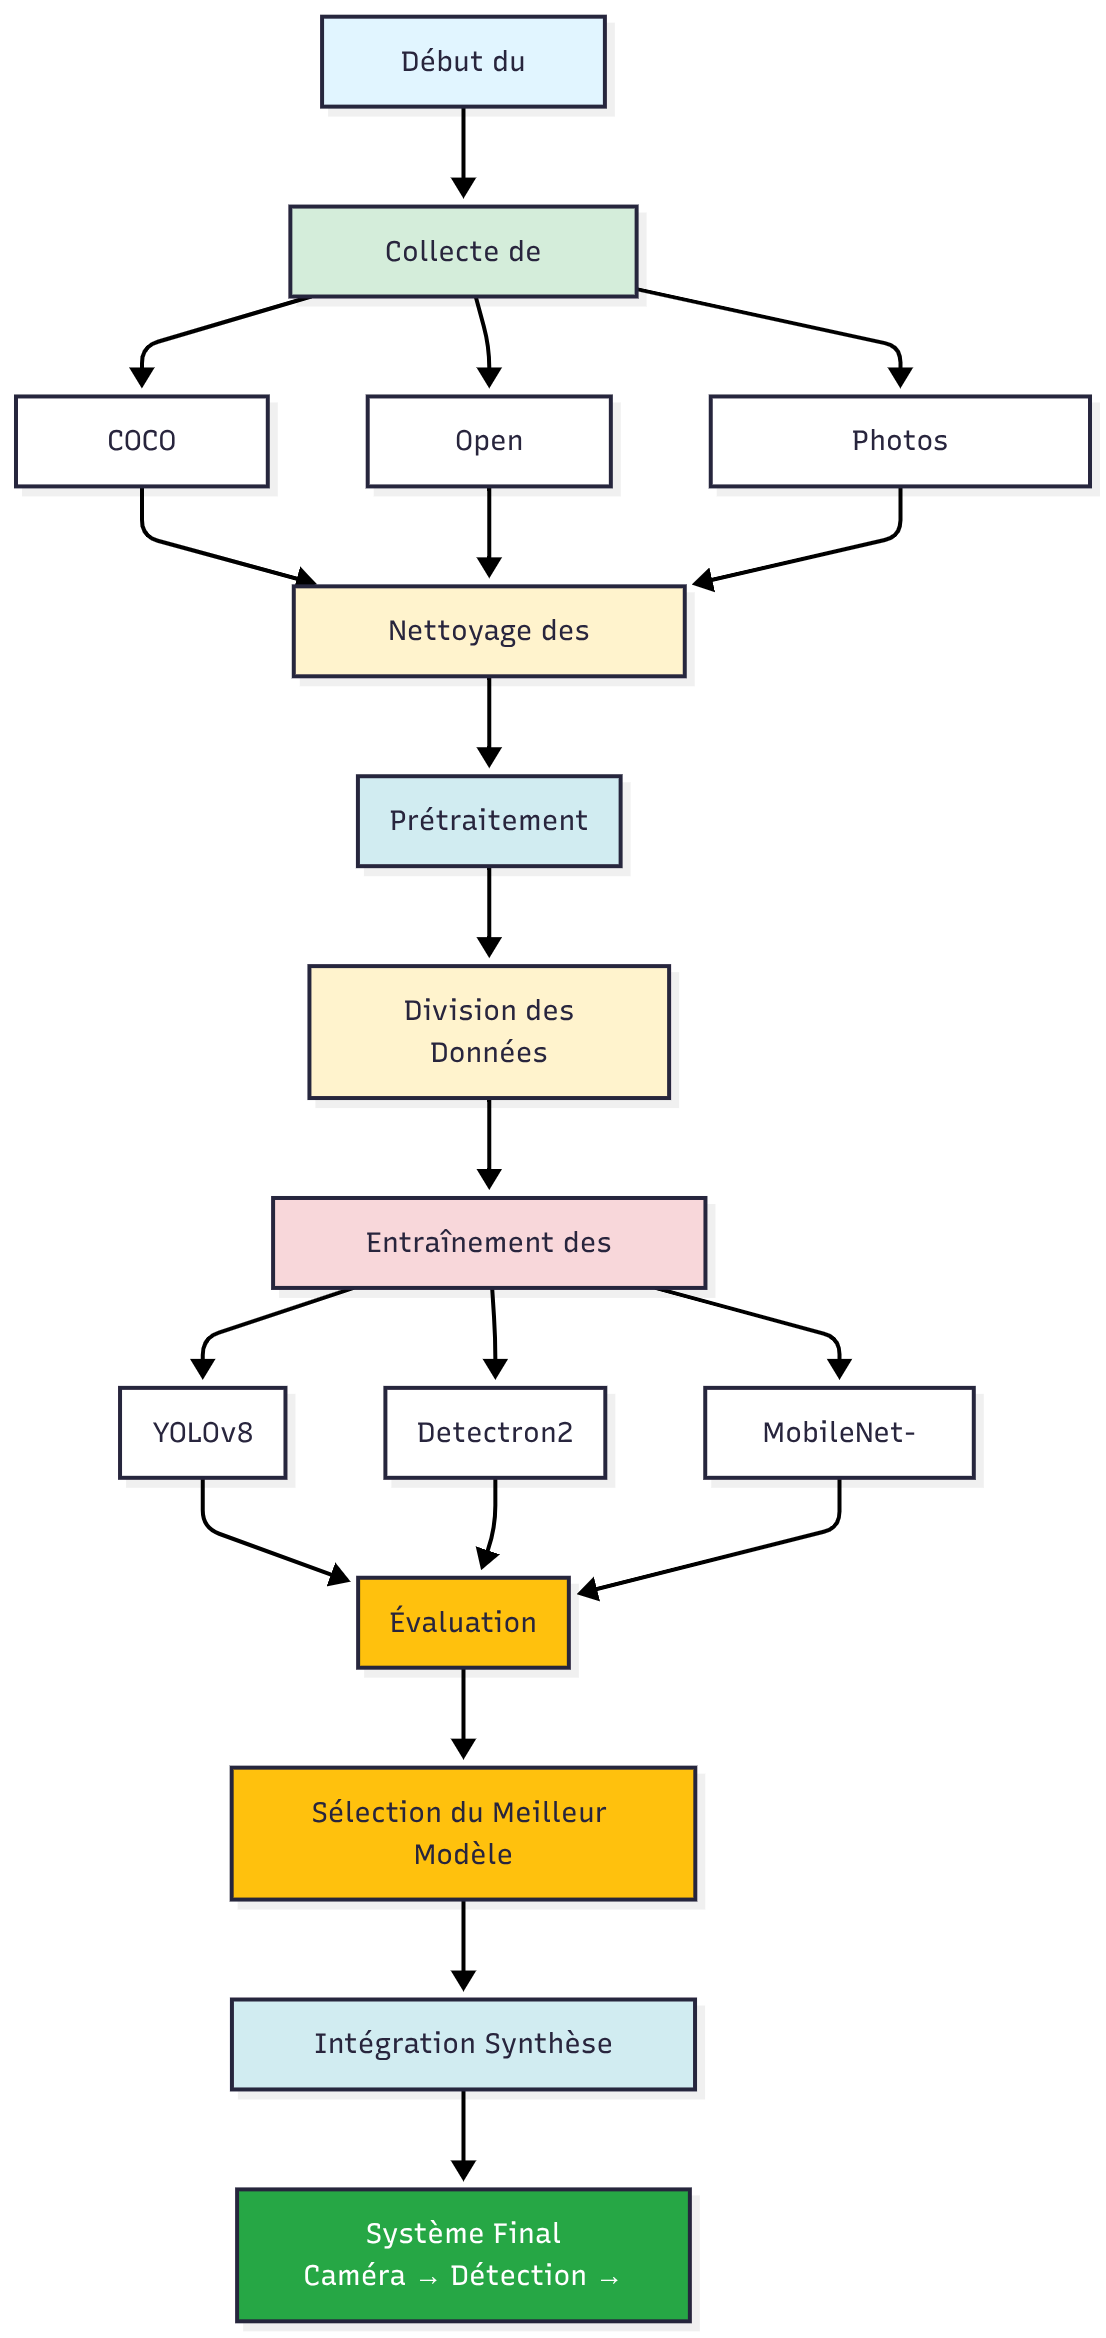 Début du
Collecte de
COCO
Open
Photos
Nettoyage des
Prétraitement
Division des
Données
Entraînement des
YOLOv8
Detectron2
MobileNet-
Évaluation
Sélection du Meilleur
Modèle
Intégration Synthèse
Système Final
Caméra → Détection →